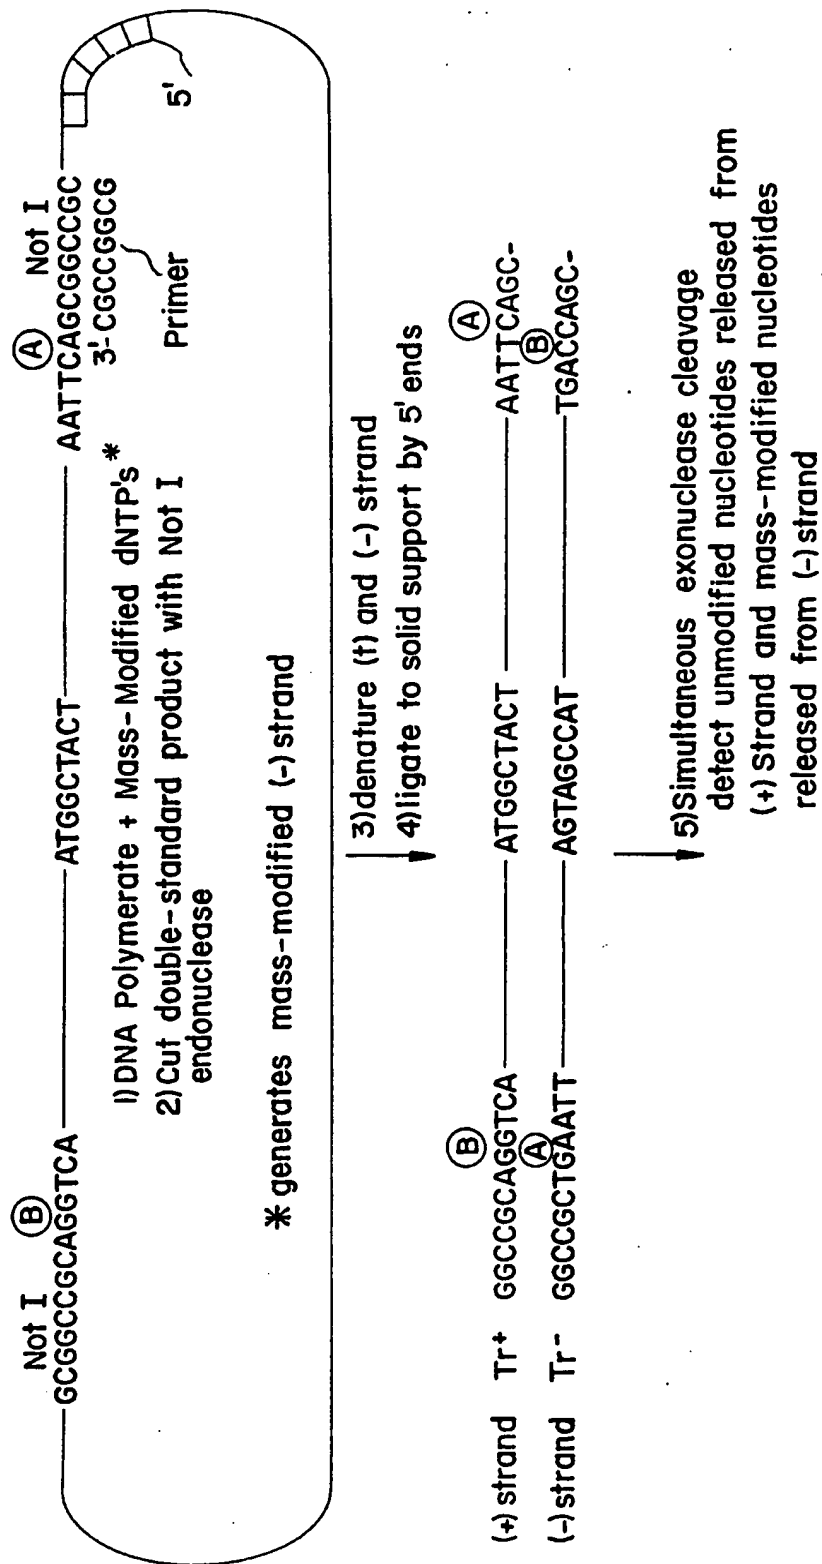 Not I Ⓑ
GCGGCCGCAGGTCA
ATGGCTACT
Ⓐ Not I
AATTCAGCGGCCGC
3'-CGCCGGCG
Primer
5'
1) DNA Polymerate + Mass-Modified dNTP's*
2) Cut double-standard product with Not I
endonuclease
* generates mass-modified (-) strand
3) denature (t) and (-) strand
4) ligate to solid support by 5' ends
Ⓑ Ⓐ
(+) strand Tr+ GGCCGCAGGTCA ATGGCTACT AATTCAGC-
Ⓐ Ⓑ
(-) strand Tr- GGCCGCTGAATT AGTAGCCAT TGACCAGC-
5) Simultaneous exonuclease cleavage
detect unmodified nucleotides released from
(+) Strand and mass-modified nucleotides
released from (-) strand